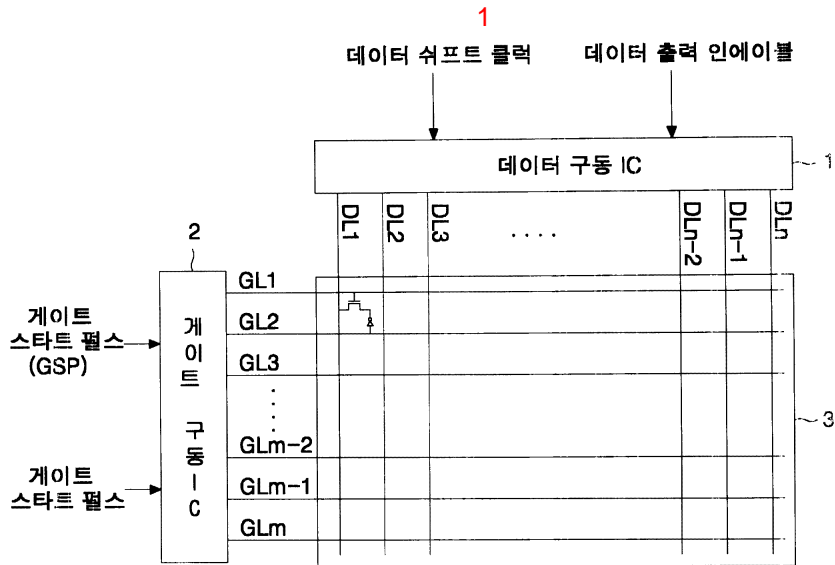 1
데이터 쉬프트 클럭
데이터 출력 인에이블
데이터 구동 IC
1
DL1
DL2
DL3
....
DLn-2
DLn-1
DLn
2
게이트 구동 IC
게이트
스타트 펄스
(GSP)
게이트
스타트 펄스
GL1
GL2
GL3
GLm-2
GLm-1
GLm
3